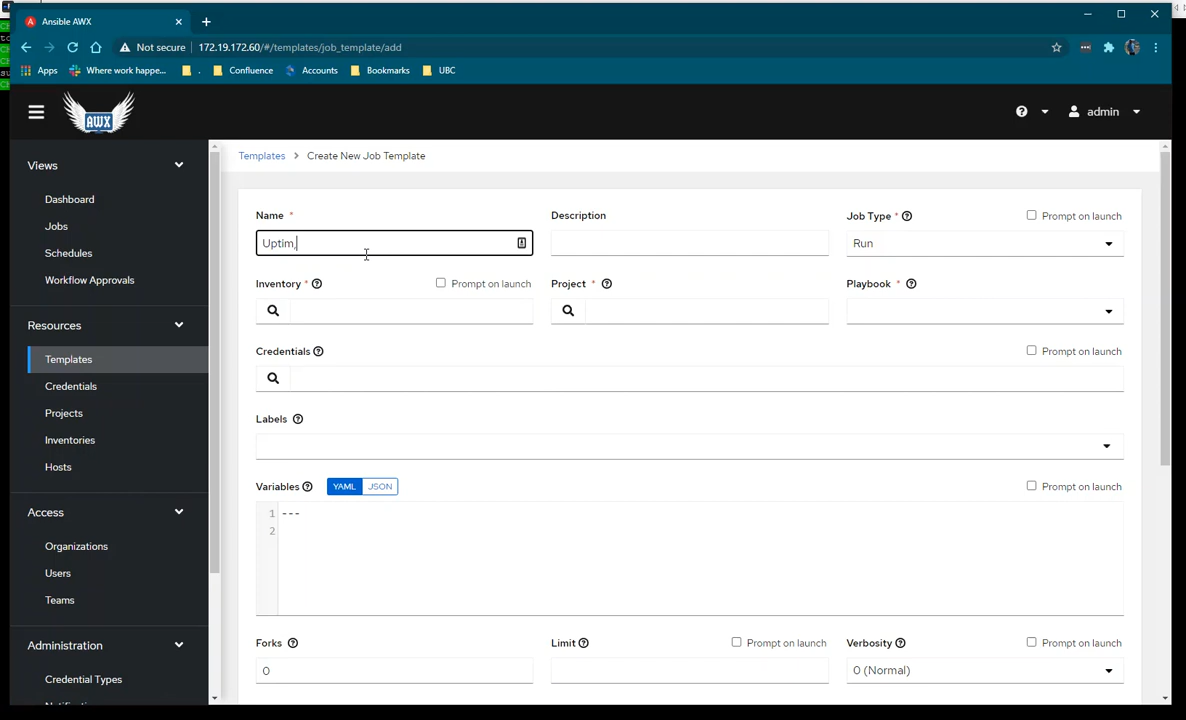 Ansible AWX
Not secure 172.19.172.60/#/templates/job_template/add
Apps Where work happe... . Confluence Accounts Bookmarks UBC
AWX admin
Views
Dashboard
Jobs
Schedules
Workflow Approvals
Resources
Templates
Credentials
Projects
Inventories
Hosts
Access
Organizations
Users
Teams
Administration
Credential Types
Templates > Create New Job Template
Name * Description Job Type * Prompt on launch
Uptim, Run
Inventory * Prompt on launch Project * Playbook *
Credentials Prompt on launch
Labels
Variables YAML JSON Prompt on launch
1 ---
2
Forks Limit Prompt on launch Verbosity Prompt on launch
0 0 (Normal)